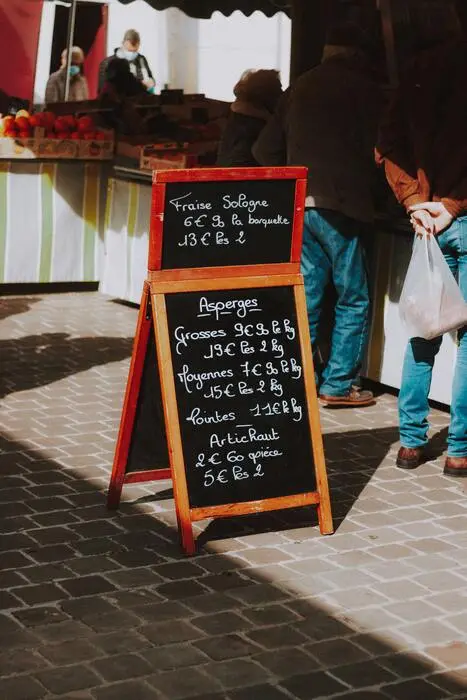 Fraise Sologne
6€90 la barquette
13€ les 2
Asperges
Grosses 9€90 le kg
19€ les 2 kg
Moyennes 7€90 le kg
15€ les 2 kg
Pointes 11€ le kg
Artichaut
2€60 pièce
5€ les 2